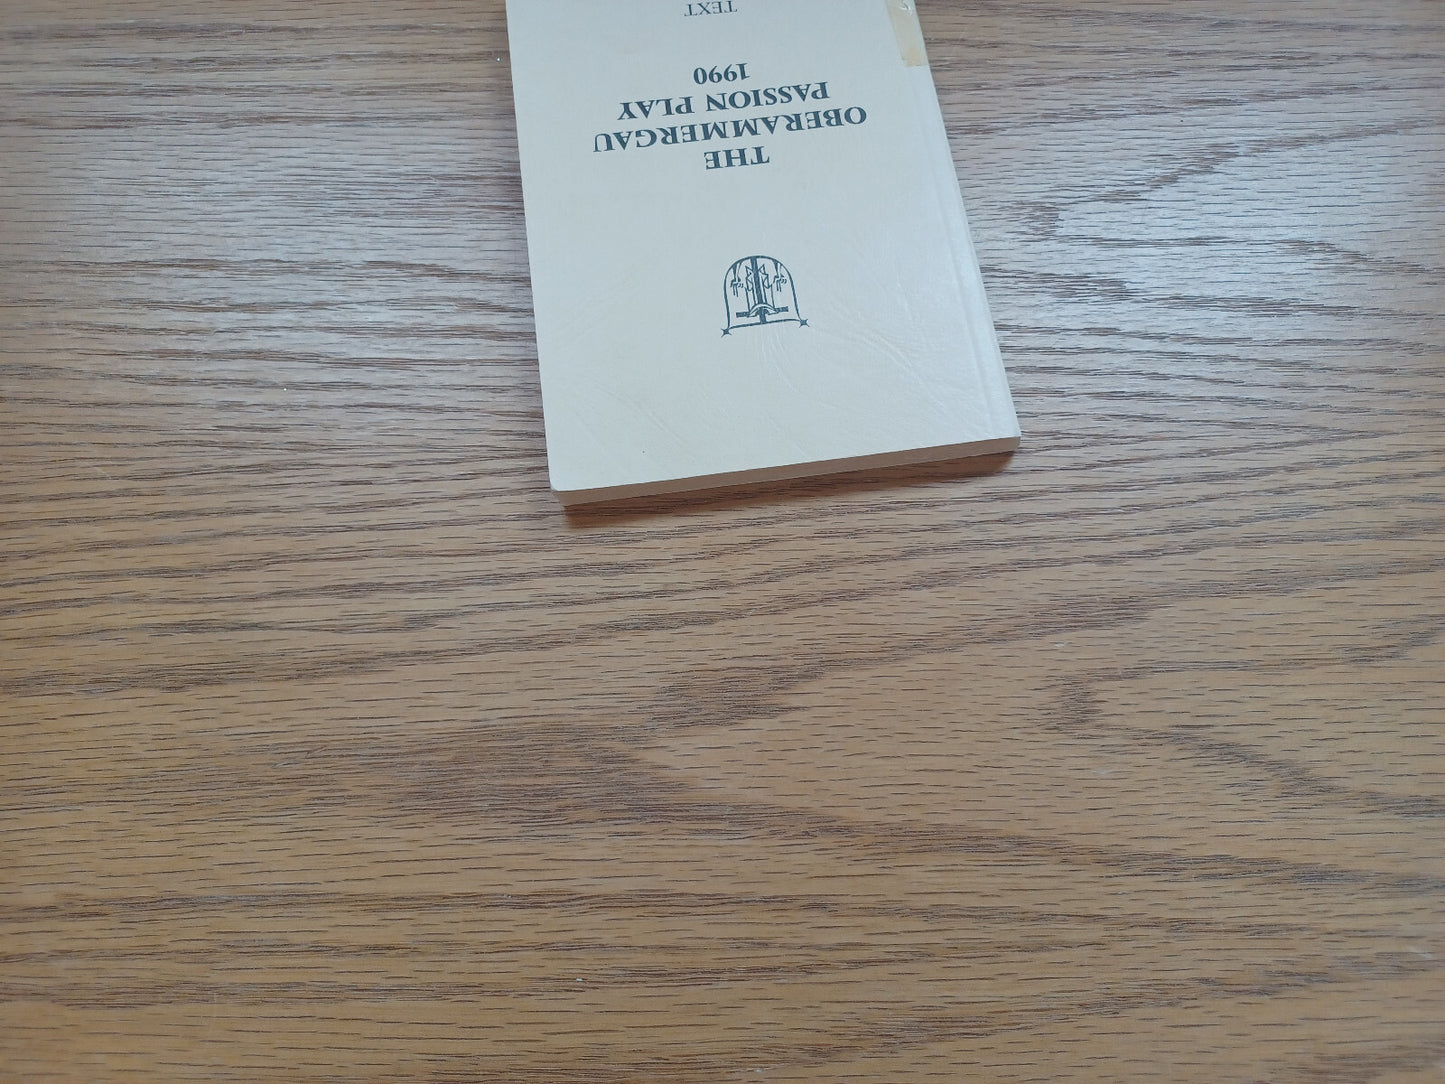 THE
OBERAMMERGAU
PASSION PLAY
1990
TEXT